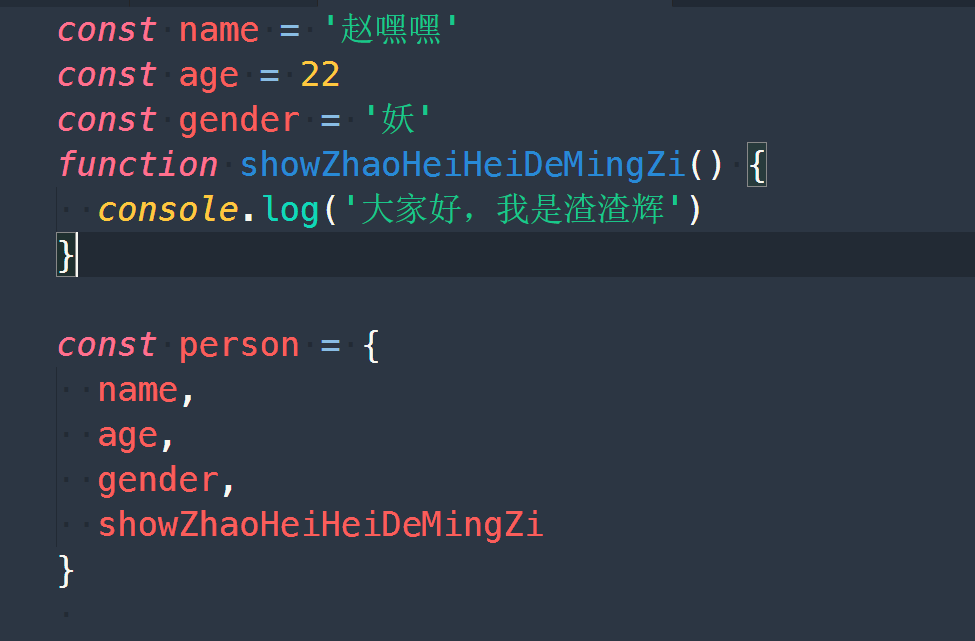 const name = '赵嘿嘿'
const age = 22
const gender = '妖'
function showZhaoHeiHeiDeMingZi() {
  console.log('大家好，我是渣渣辉')
}

const person = {
  name,
  age,
  gender,
  showZhaoHeiHeiDeMingZi
}